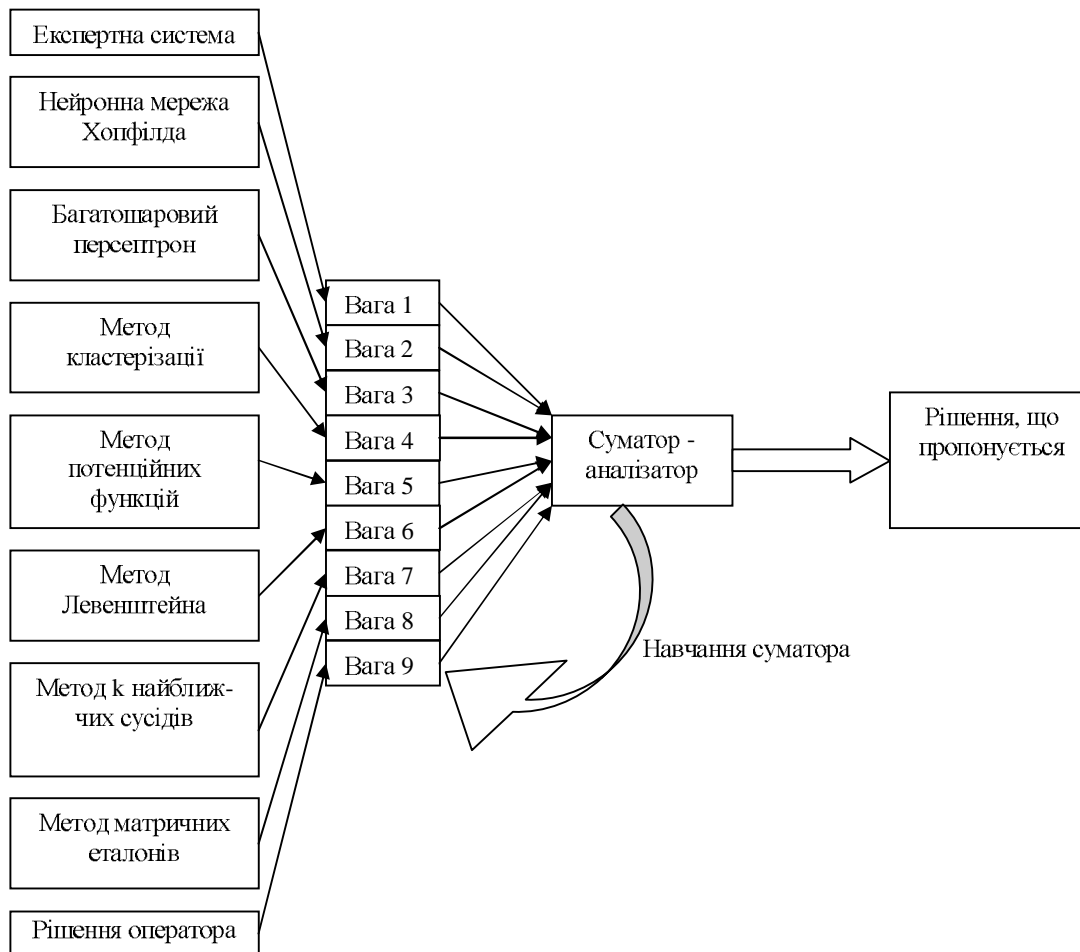 Експертна система
Нейронна мережа
Хопфілда
Багатошаровий
персептрон
Метод
кластерізації
Метод
потенційних
функцій
Метод
Левенштейна
Метод k найближ-
чих сусідів
Метод матричних
еталонів
Рішення оператора
Вага 1
Вага 2
Вага 3
Вага 4
Вага 5
Вага 6
Вага 7
Вага 8
Вага 9
Суматор -
аналізатор
Навчання суматора
Рішення, що
пропонується